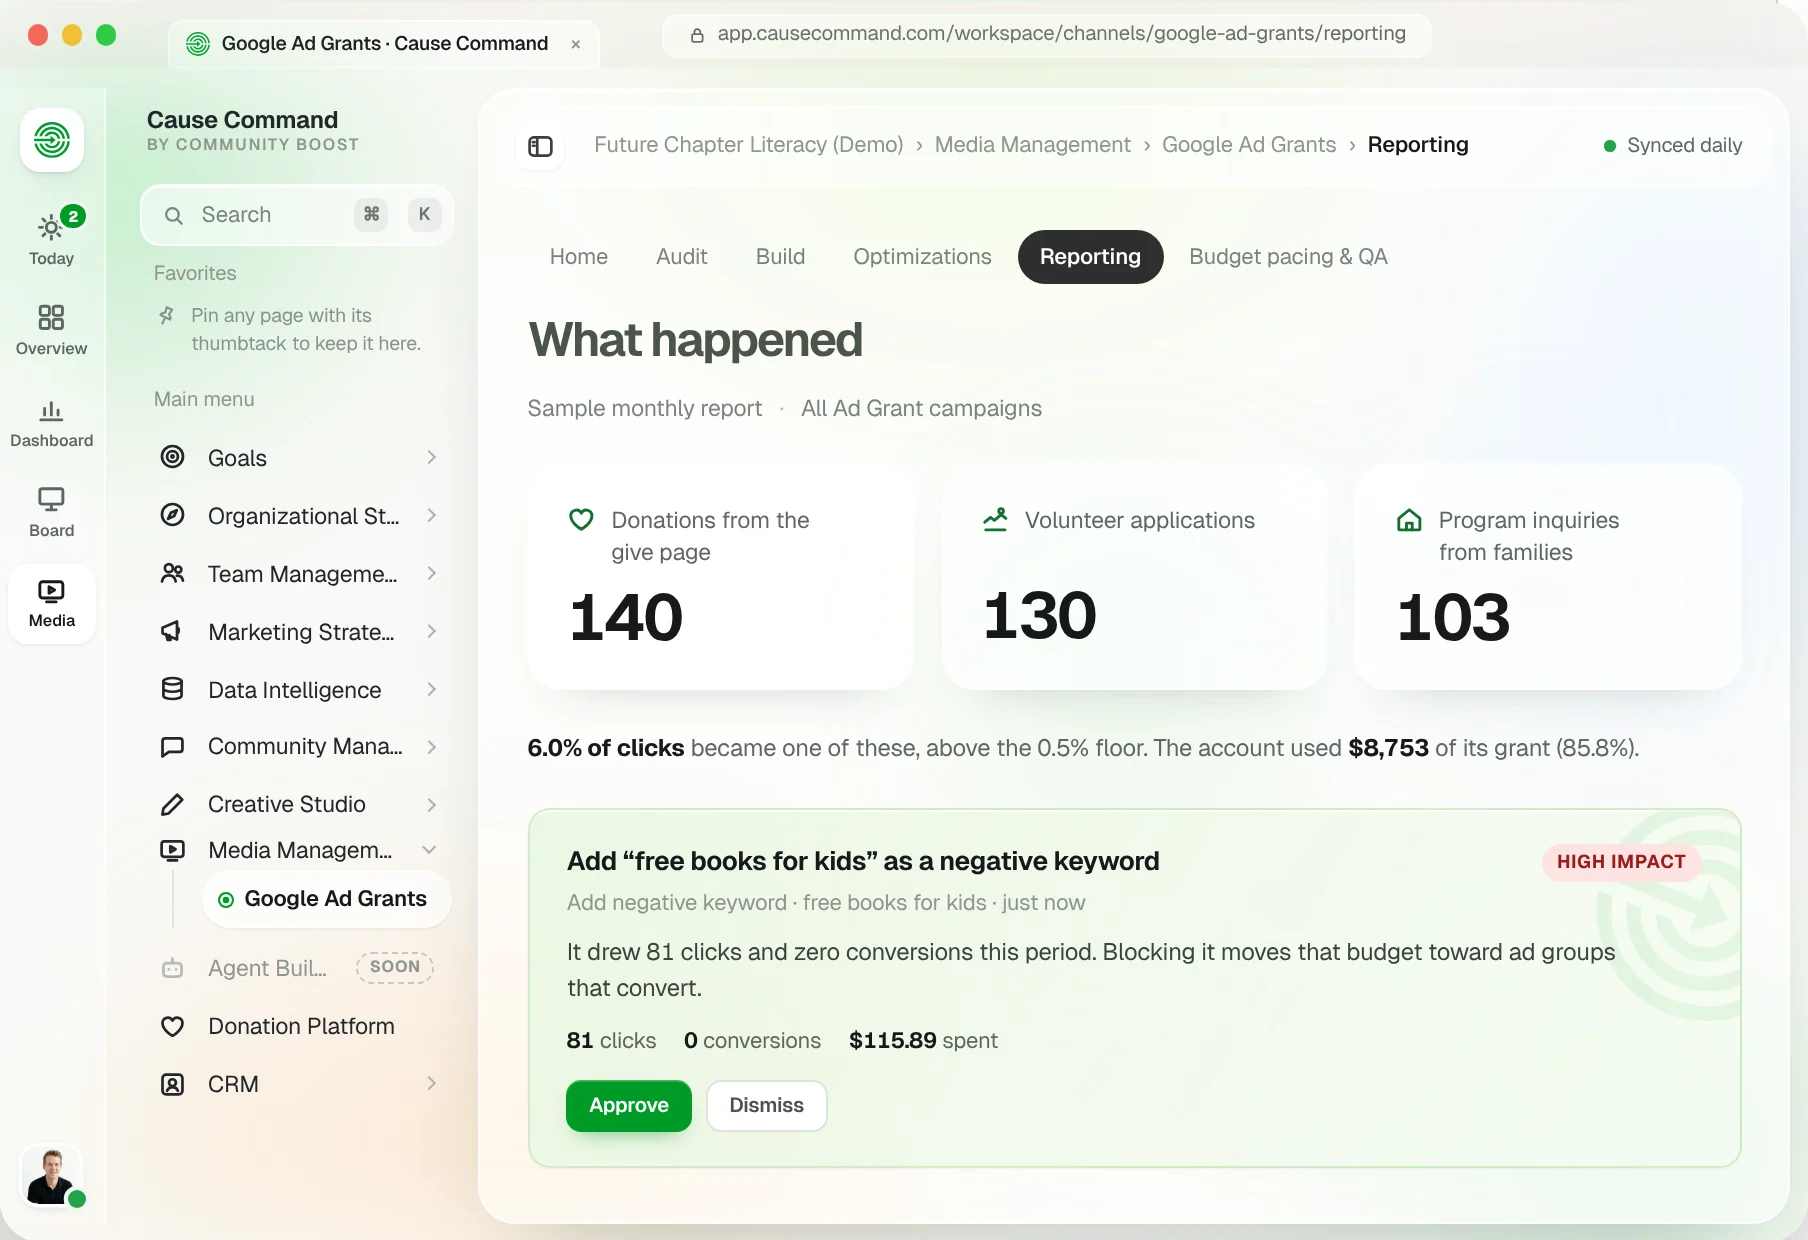 Google Ad Grants · Cause Command ×
app.causecommand.com/workspace/channels/google-ad-grants/reporting
2
Today
Overview
Dashboard
Board
Media
Cause Command
BY COMMUNITY BOOST
Search ⌘ K
Favorites
Pin any page with its
thumbtack to keep it here.
Main menu
Goals
Organizational St...
Team Manageme...
Marketing Strate...
Data Intelligence
Community Mana...
Creative Studio
Media Managem...
Google Ad Grants
Agent Buil... SOON
Donation Platform
CRM
Future Chapter Literacy (Demo) › Media Management › Google Ad Grants › Reporting
Synced daily
Home Audit Build Optimizations Reporting Budget pacing & QA
What happened
Sample monthly report · All Ad Grant campaigns
Donations from the
give page
140
Volunteer applications
130
Program inquiries
from families
103
6.0% of clicks became one of these, above the 0.5% floor. The account used $8,753 of its grant (85.8%).
Add “free books for kids” as a negative keyword
HIGH IMPACT
Add negative keyword · free books for kids · just now
It drew 81 clicks and zero conversions this period. Blocking it moves that budget toward ad groups
that convert.
81 clicks 0 conversions $115.89 spent
Approve Dismiss